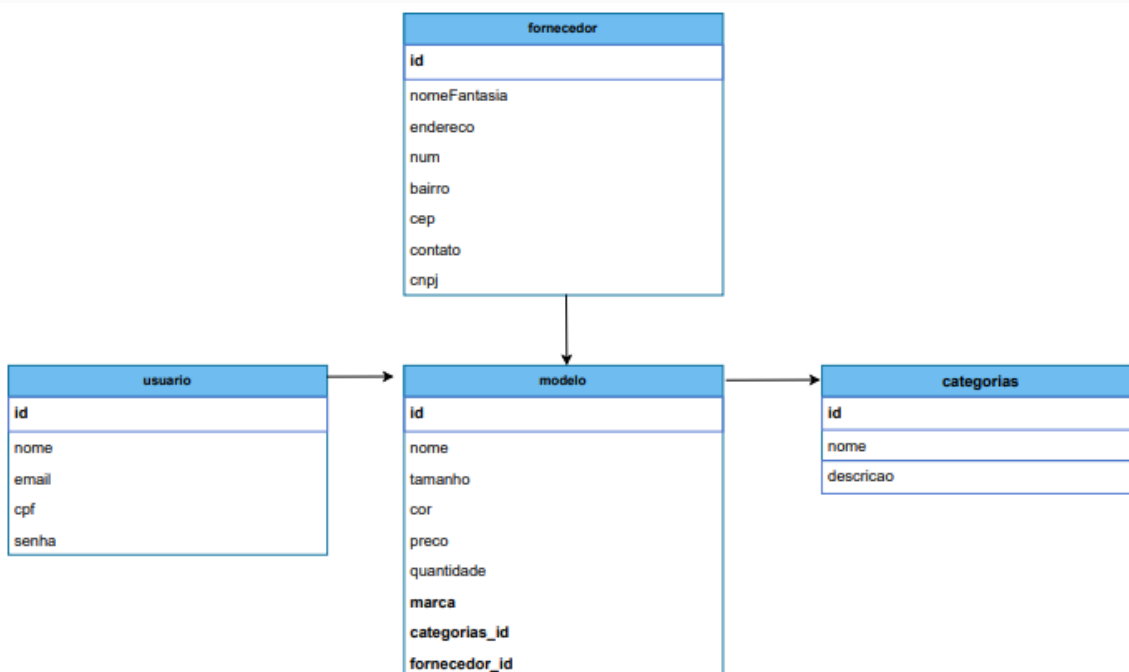 fornecedor
id
nomeFantasia
endereco
num
bairro
cep
contato
cnpj
usuario
id
nome
email
cpf
senha
modelo
id
nome
tamanho
cor
preco
quantidade
marca
categorias_id
fornecedor_id
categorias
id
nome
descricao